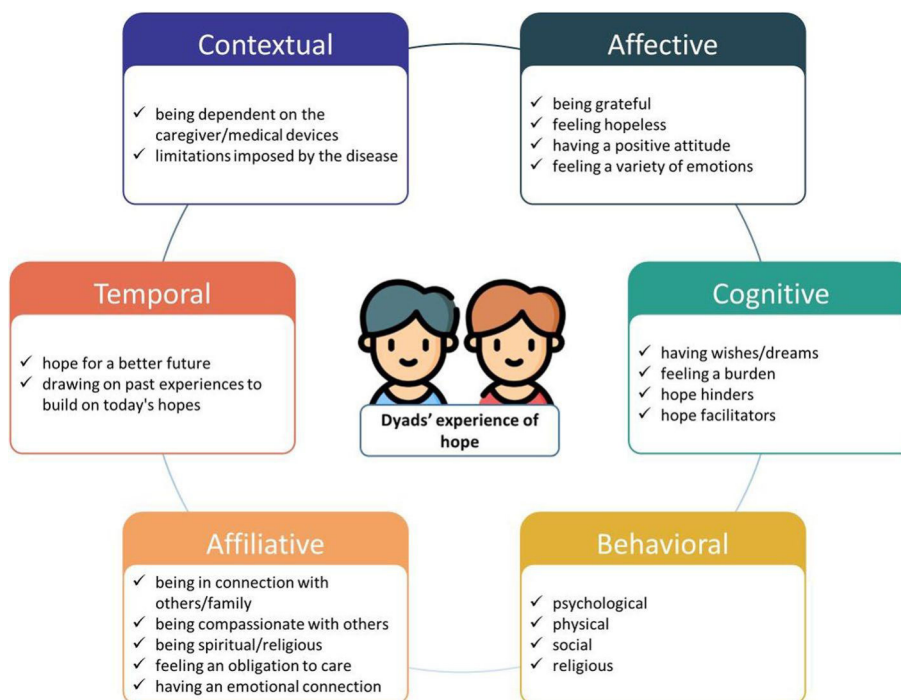 Contextual
✓ being dependent on the
caregiver/medical devices
✓ limitations imposed by the disease
Affective
✓ being grateful
✓ feeling hopeless
✓ having a positive attitude
✓ feeling a variety of emotions
Temporal
✓ hope for a better future
✓ drawing on past experiences to
build on today's hopes
Dyads’ experience of
hope
Cognitive
✓ having wishes/dreams
✓ feeling a burden
✓ hope hinders
✓ hope facilitators
Affiliative
✓ being in connection with
others/family
✓ being compassionate with others
✓ being spiritual/religious
✓ feeling an obligation to care
✓ having an emotional connection
Behavioral
✓ psychological
✓ physical
✓ social
✓ religious